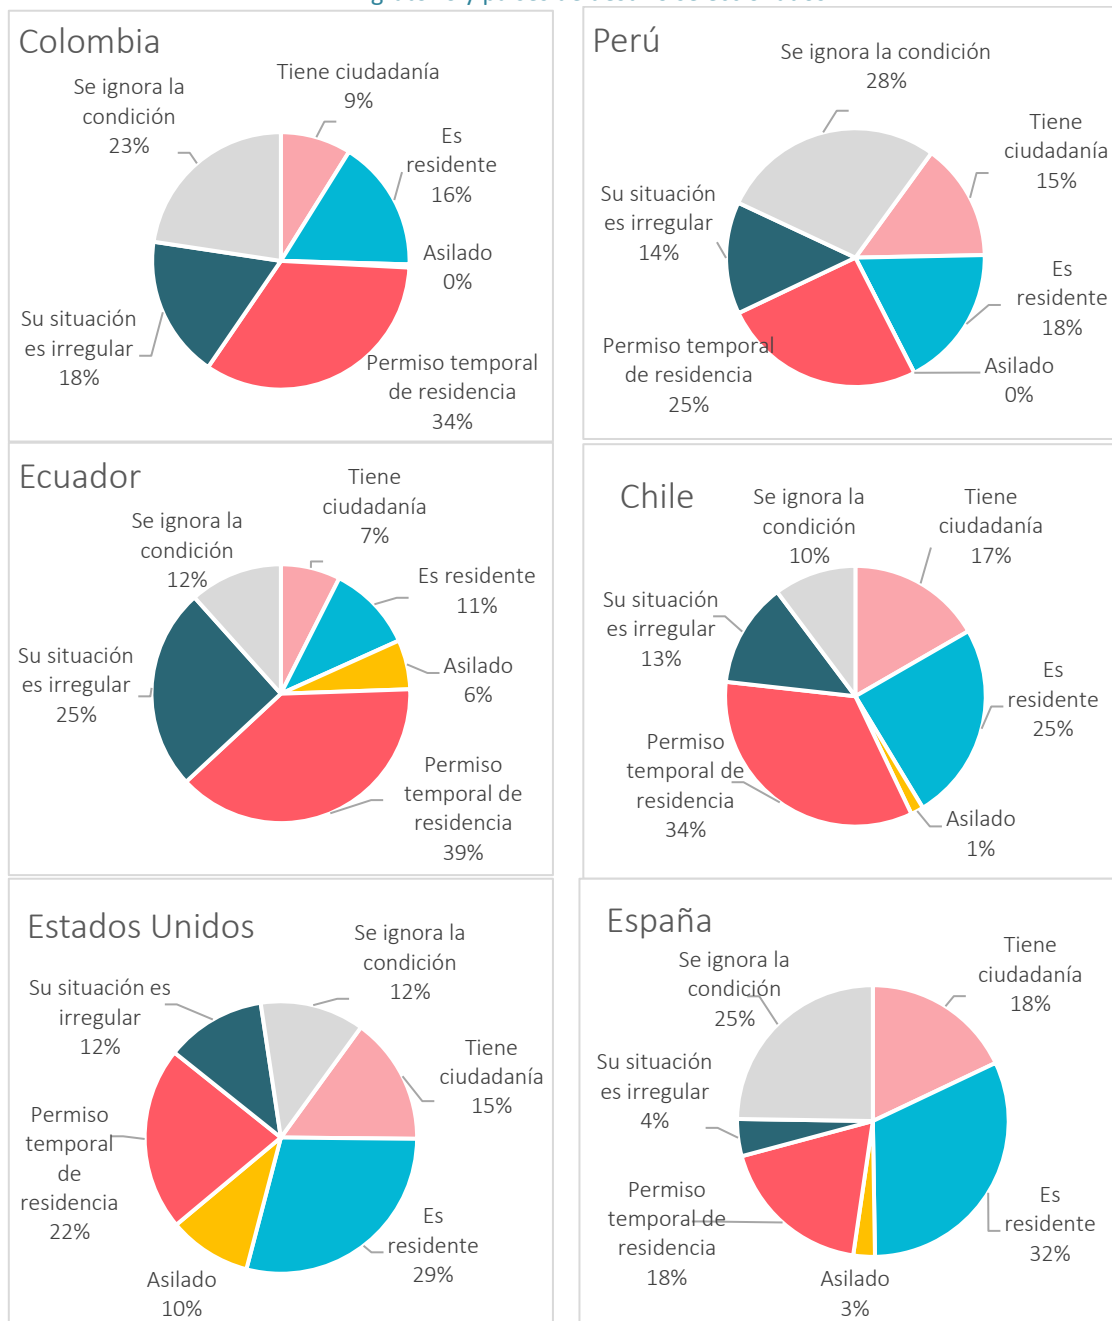 y países de
Colombia
Tiene ciudadanía
9%
Se ignora la
condición
23%
Es
residente
16%
Asilado
0%
Su situación
es irregular
18%
Permiso temporal
de residencia
34%
Perú
Se ignora la condición
28%
Tiene
ciudadanía
15%
Su situación
es irregular
14%
Es
residente
18%
Permiso temporal
de residencia
25%
Asilado
0%
Ecuador
Tiene
ciudadanía
7%
Se ignora la
condición
12%
Es residente
11%
Su situación
es irregular
25%
Asilado
6%
Permiso
temporal de
residencia
39%
Chile
Se ignora la
condición
10%
Tiene
ciudadanía
17%
Su situación
es irregular
13%
Es
residente
25%
Permiso
temporal de
residencia
34%
Asilado
1%
Estados Unidos
Se ignora la
condición
12%
Su situación es
irregular
12%
Tiene
ciudadanía
15%
Permiso
temporal
de
residencia
22%
Es
residente
29%
Asilado
10%
España
Tiene
ciudadanía
18%
Se ignora la
condición
25%
Su situación
es irregular
4%
Permiso
temporal de
residencia
18%
Es
residente
32%
Asilado
3%